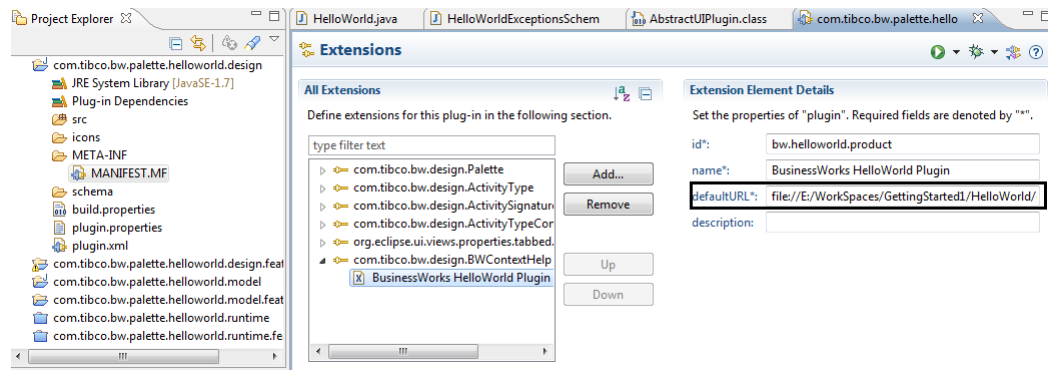 Project Explorer
com.tibco.bw.palette.helloworld.design
JRE System Library [JavaSE-1.7]
Plug-in Dependencies
src
icons
META-INF
MANIFEST.MF
schema
build.properties
plugin.properties
plugin.xml
com.tibco.bw.palette.helloworld.design.feat
com.tibco.bw.palette.helloworld.model
com.tibco.bw.palette.helloworld.model.feat
com.tibco.bw.palette.helloworld.runtime
com.tibco.bw.palette.helloworld.runtime.fe
HelloWorld.java
HelloWorldExceptionsSchem
AbstractUIPlugin.class
com.tibco.bw.palette.hello
Extensions
All Extensions
Define extensions for this plug-in in the following section.
type filter text
com.tibco.bw.design.Palette
com.tibco.bw.design.ActivityType
com.tibco.bw.design.ActivitySignature
com.tibco.bw.design.ActivityTypeCor
org.eclipse.ui.views.properties.tabbed.
com.tibco.bw.design.BWContextHelp
BusinessWorks HelloWorld Plugin
Add...
Remove
Up
Down
Extension Element Details
Set the properties of "plugin". Required fields are denoted by "*".
id*: bw.helloworld.product
name*: BusinessWorks HelloWorld Plugin
defaultURL*: file://E:/WorkSpaces/GettingStarted1/HelloWorld/
description: